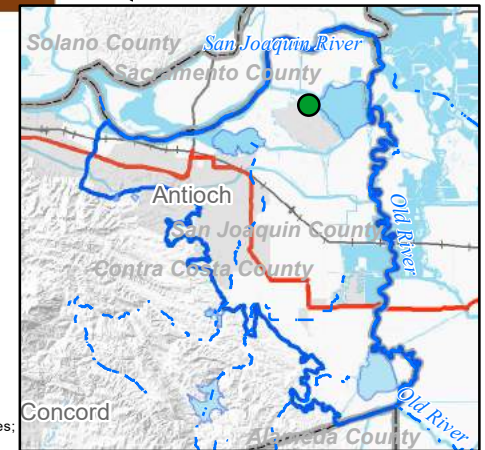 Solano County
San Joaquin River
Sacramento County
Antioch
Old River
San Joaquin County
Contra Costa County
Concord
es;
Old River
Alameda County